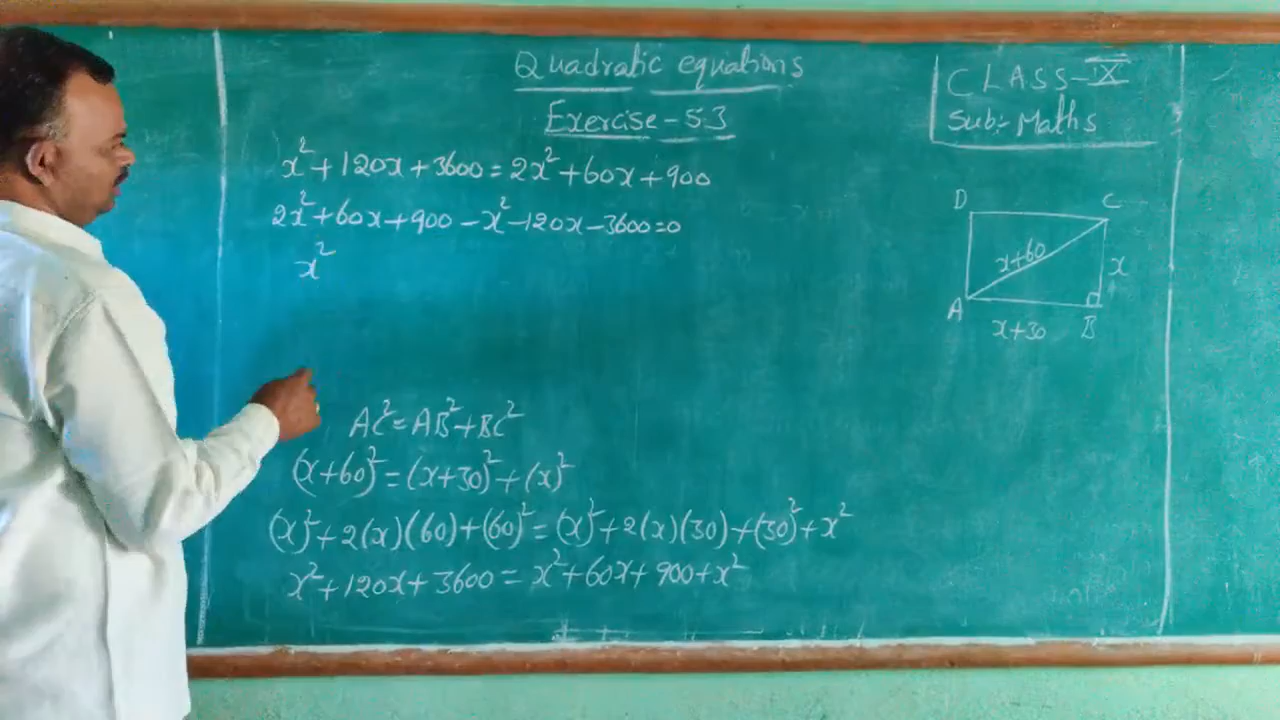 Quadratic equations
Exercise - 5.3
CLASS - X
Sub:- Maths
x² + 120x + 3600 = 2x² + 60x + 900
2x² + 60x + 900 - x² - 120x - 3600 = 0
x²
D C
x+60
x
A B
x+30
AC² = AB² + BC²
(x+60)² = (x+30)² + (x)²
(x)² + 2(x)(60) + (60)² = (x)² + 2(x)(30) + (30)² + x²
x² + 120x + 3600 = x² + 60x + 900 + x²